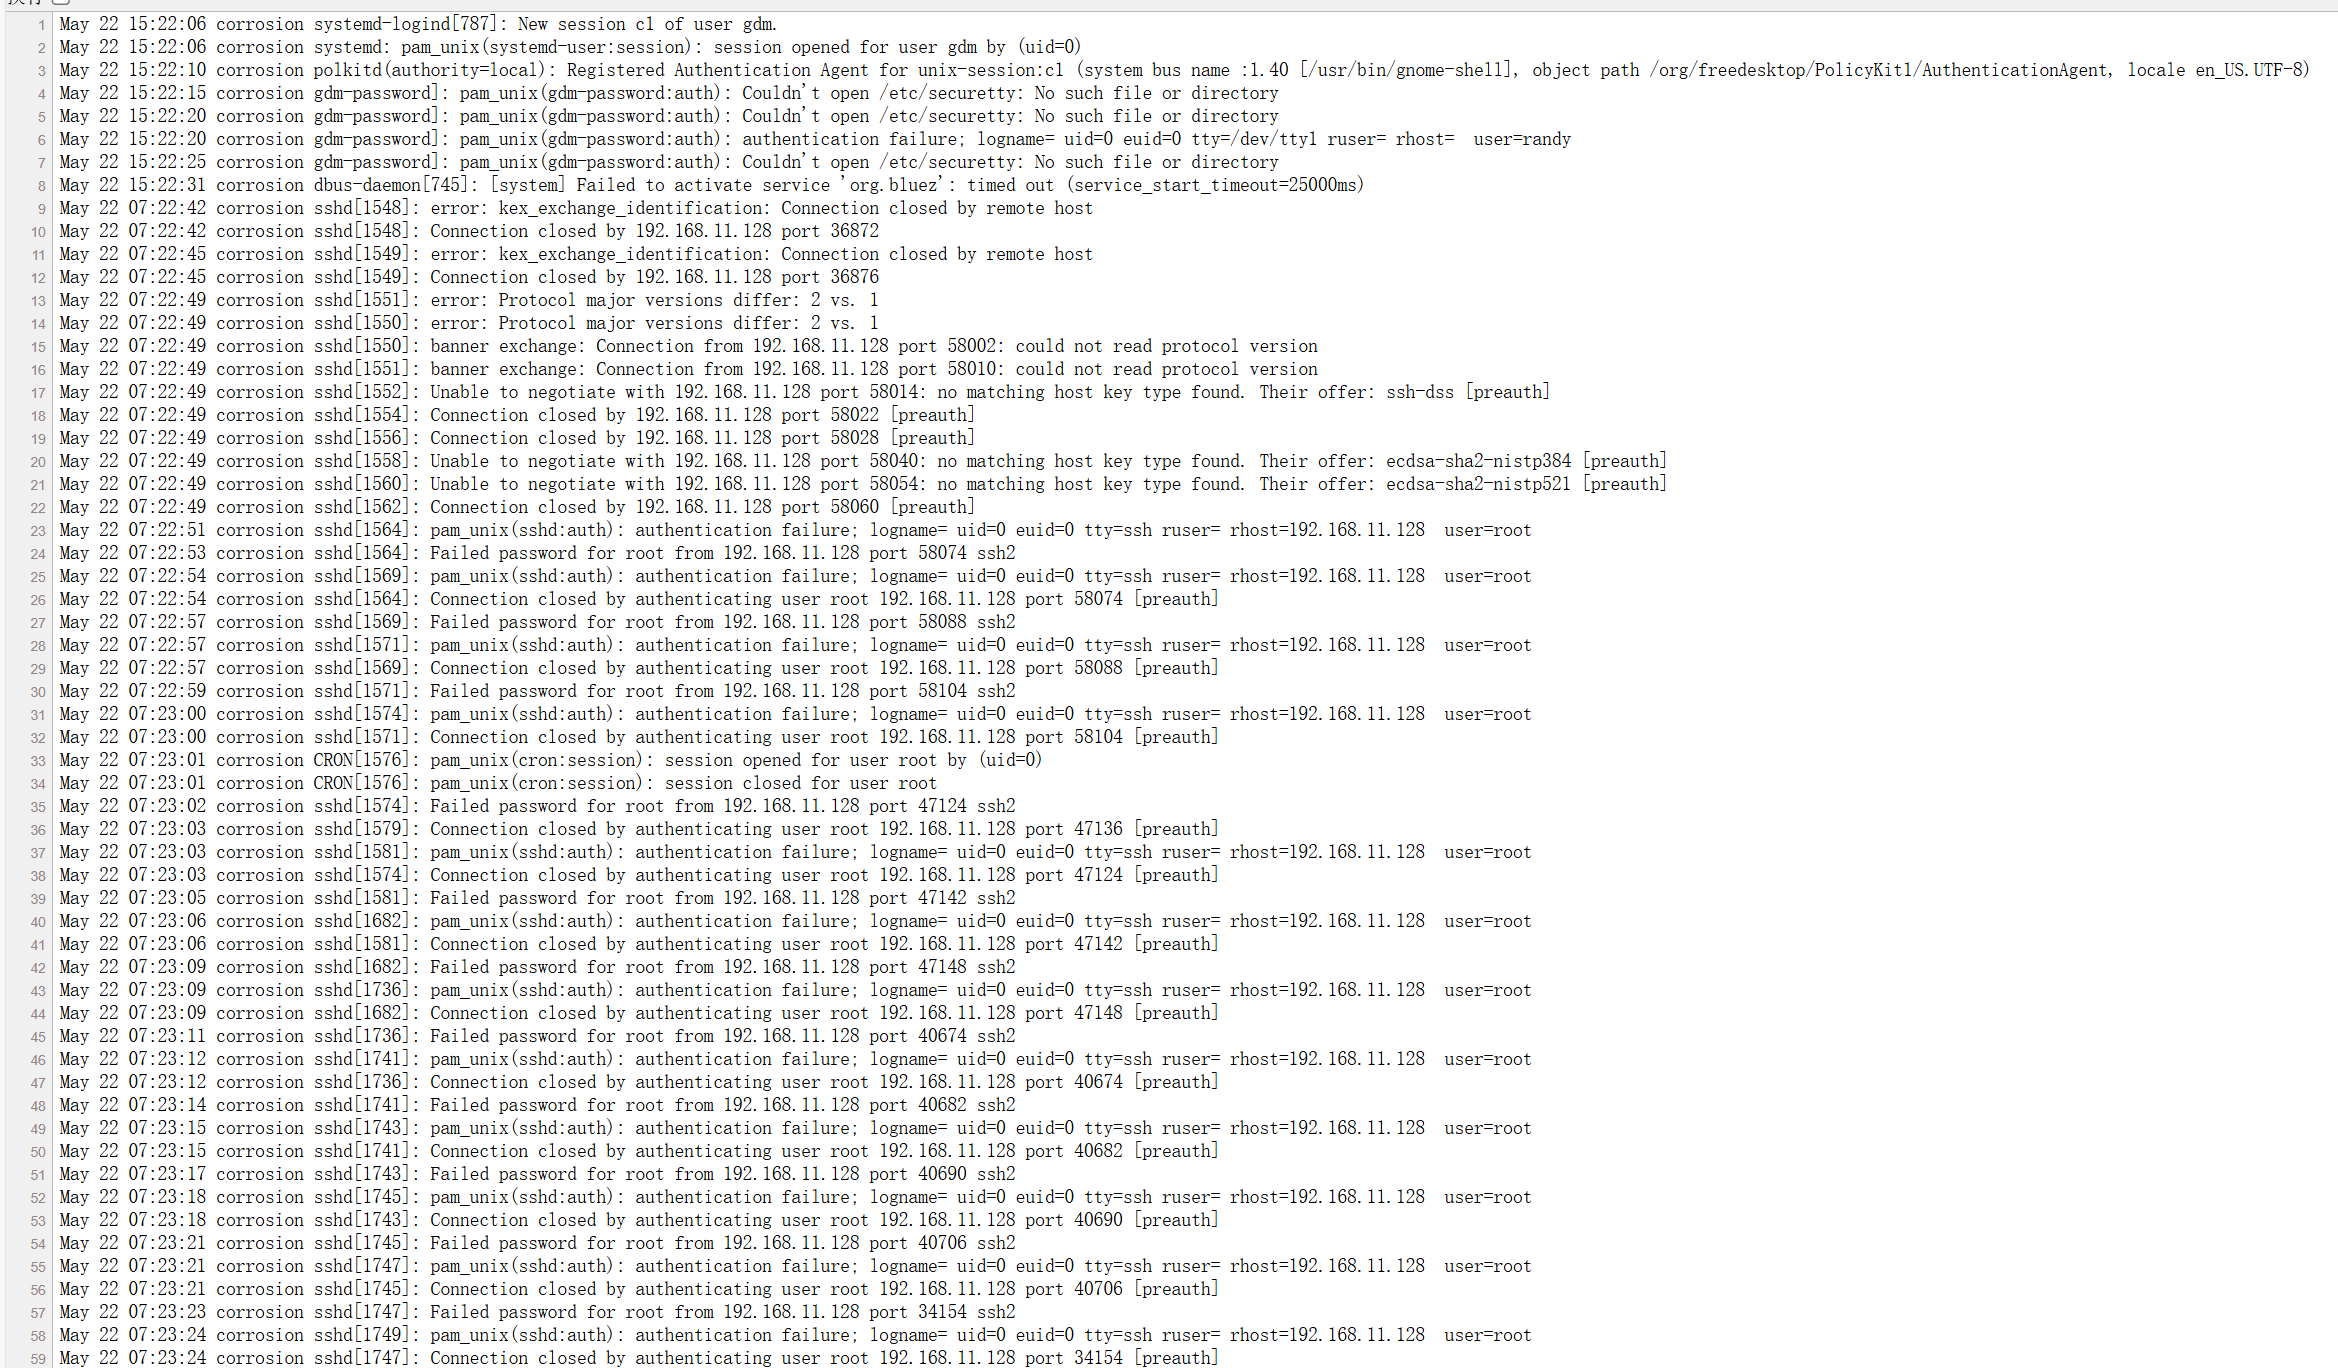 1 May 22 15:22:06 corrosion systemd-logind[787]: New session c1 of user gdm.
2 May 22 15:22:06 corrosion systemd: pam_unix(systemd-user:session): session opened for user gdm by (uid=0)
3 May 22 15:22:10 corrosion polkitd(authority=local): Registered Authentication Agent for unix-session:c1 (system bus name :1.40 [/usr/bin/gnome-shell], object path /org/freedesktop/PolicyKit1/AuthenticationAgent, locale en_US.UTF-8)
4 May 22 15:22:15 corrosion gdm-password]: pam_unix(gdm-password:auth): Couldn't open /etc/securetty: No such file or directory
5 May 22 15:22:20 corrosion gdm-password]: pam_unix(gdm-password:auth): Couldn't open /etc/securetty: No such file or directory
6 May 22 15:22:20 corrosion gdm-password]: pam_unix(gdm-password:auth): authentication failure; logname= uid=0 euid=0 tty=/dev/tty1 ruser= rhost=  user=randy
7 May 22 15:22:25 corrosion gdm-password]: pam_unix(gdm-password:auth): Couldn't open /etc/securetty: No such file or directory
8 May 22 15:22:31 corrosion dbus-daemon[745]: [system] Failed to activate service 'org.bluez': timed out (service_start_timeout=25000ms)
9 May 22 07:22:42 corrosion sshd[1548]: error: kex_exchange_identification: Connection closed by remote host
10 May 22 07:22:42 corrosion sshd[1548]: Connection closed by 192.168.11.128 port 36872
11 May 22 07:22:45 corrosion sshd[1549]: error: kex_exchange_identification: Connection closed by remote host
12 May 22 07:22:45 corrosion sshd[1549]: Connection closed by 192.168.11.128 port 36876
13 May 22 07:22:49 corrosion sshd[1551]: error: Protocol major versions differ: 2 vs. 1
14 May 22 07:22:49 corrosion sshd[1550]: error: Protocol major versions differ: 2 vs. 1
15 May 22 07:22:49 corrosion sshd[1550]: banner exchange: Connection from 192.168.11.128 port 58002: could not read protocol version
16 May 22 07:22:49 corrosion sshd[1551]: banner exchange: Connection from 192.168.11.128 port 58010: could not read protocol version
17 May 22 07:22:49 corrosion sshd[1552]: Unable to negotiate with 192.168.11.128 port 58014: no matching host key type found. Their offer: ssh-dss [preauth]
18 May 22 07:22:49 corrosion sshd[1554]: Connection closed by 192.168.11.128 port 58022 [preauth]
19 May 22 07:22:49 corrosion sshd[1556]: Connection closed by 192.168.11.128 port 58028 [preauth]
20 May 22 07:22:49 corrosion sshd[1558]: Unable to negotiate with 192.168.11.128 port 58040: no matching host key type found. Their offer: ecdsa-sha2-nistp384 [preauth]
21 May 22 07:22:49 corrosion sshd[1560]: Unable to negotiate with 192.168.11.128 port 58054: no matching host key type found. Their offer: ecdsa-sha2-nistp521 [preauth]
22 May 22 07:22:49 corrosion sshd[1562]: Connection closed by 192.168.11.128 port 58060 [preauth]
23 May 22 07:22:51 corrosion sshd[1564]: pam_unix(sshd:auth): authentication failure; logname= uid=0 euid=0 tty=ssh ruser= rhost=192.168.11.128  user=root
24 May 22 07:22:53 corrosion sshd[1564]: Failed password for root from 192.168.11.128 port 58074 ssh2
25 May 22 07:22:54 corrosion sshd[1569]: pam_unix(sshd:auth): authentication failure; logname= uid=0 euid=0 tty=ssh ruser= rhost=192.168.11.128  user=root
26 May 22 07:22:54 corrosion sshd[1564]: Connection closed by authenticating user root 192.168.11.128 port 58074 [preauth]
27 May 22 07:22:57 corrosion sshd[1569]: Failed password for root from 192.168.11.128 port 58088 ssh2
28 May 22 07:22:57 corrosion sshd[1571]: pam_unix(sshd:auth): authentication failure; logname= uid=0 euid=0 tty=ssh ruser= rhost=192.168.11.128  user=root
29 May 22 07:22:57 corrosion sshd[1569]: Connection closed by authenticating user root 192.168.11.128 port 58088 [preauth]
30 May 22 07:22:59 corrosion sshd[1571]: Failed password for root from 192.168.11.128 port 58104 ssh2
31 May 22 07:23:00 corrosion sshd[1574]: pam_unix(sshd:auth): authentication failure; logname= uid=0 euid=0 tty=ssh ruser= rhost=192.168.11.128  user=root
32 May 22 07:23:00 corrosion sshd[1571]: Connection closed by authenticating user root 192.168.11.128 port 58104 [preauth]
33 May 22 07:23:01 corrosion CRON[1576]: pam_unix(cron:session): session opened for user root by (uid=0)
34 May 22 07:23:01 corrosion CRON[1576]: pam_unix(cron:session): session closed for user root
35 May 22 07:23:02 corrosion sshd[1574]: Failed password for root from 192.168.11.128 port 47124 ssh2
36 May 22 07:23:03 corrosion sshd[1579]: Connection closed by authenticating user root 192.168.11.128 port 47136 [preauth]
37 May 22 07:23:03 corrosion sshd[1581]: pam_unix(sshd:auth): authentication failure; logname= uid=0 euid=0 tty=ssh ruser= rhost=192.168.11.128  user=root
38 May 22 07:23:03 corrosion sshd[1574]: Connection closed by authenticating user root 192.168.11.128 port 47124 [preauth]
39 May 22 07:23:05 corrosion sshd[1581]: Failed password for root from 192.168.11.128 port 47142 ssh2
40 May 22 07:23:06 corrosion sshd[1682]: pam_unix(sshd:auth): authentication failure; logname= uid=0 euid=0 tty=ssh ruser= rhost=192.168.11.128  user=root
41 May 22 07:23:06 corrosion sshd[1581]: Connection closed by authenticating user root 192.168.11.128 port 47142 [preauth]
42 May 22 07:23:09 corrosion sshd[1682]: Failed password for root from 192.168.11.128 port 47148 ssh2
43 May 22 07:23:09 corrosion sshd[1736]: pam_unix(sshd:auth): authentication failure; logname= uid=0 euid=0 tty=ssh ruser= rhost=192.168.11.128  user=root
44 May 22 07:23:09 corrosion sshd[1682]: Connection closed by authenticating user root 192.168.11.128 port 47148 [preauth]
45 May 22 07:23:11 corrosion sshd[1736]: Failed password for root from 192.168.11.128 port 40674 ssh2
46 May 22 07:23:12 corrosion sshd[1741]: pam_unix(sshd:auth): authentication failure; logname= uid=0 euid=0 tty=ssh ruser= rhost=192.168.11.128  user=root
47 May 22 07:23:12 corrosion sshd[1736]: Connection closed by authenticating user root 192.168.11.128 port 40674 [preauth]
48 May 22 07:23:14 corrosion sshd[1741]: Failed password for root from 192.168.11.128 port 40682 ssh2
49 May 22 07:23:15 corrosion sshd[1743]: pam_unix(sshd:auth): authentication failure; logname= uid=0 euid=0 tty=ssh ruser= rhost=192.168.11.128  user=root
50 May 22 07:23:15 corrosion sshd[1741]: Connection closed by authenticating user root 192.168.11.128 port 40682 [preauth]
51 May 22 07:23:17 corrosion sshd[1743]: Failed password for root from 192.168.11.128 port 40690 ssh2
52 May 22 07:23:18 corrosion sshd[1745]: pam_unix(sshd:auth): authentication failure; logname= uid=0 euid=0 tty=ssh ruser= rhost=192.168.11.128  user=root
53 May 22 07:23:18 corrosion sshd[1743]: Connection closed by authenticating user root 192.168.11.128 port 40690 [preauth]
54 May 22 07:23:21 corrosion sshd[1745]: Failed password for root from 192.168.11.128 port 40706 ssh2
55 May 22 07:23:21 corrosion sshd[1747]: pam_unix(sshd:auth): authentication failure; logname= uid=0 euid=0 tty=ssh ruser= rhost=192.168.11.128  user=root
56 May 22 07:23:21 corrosion sshd[1745]: Connection closed by authenticating user root 192.168.11.128 port 40706 [preauth]
57 May 22 07:23:23 corrosion sshd[1747]: Failed password for root from 192.168.11.128 port 34154 ssh2
58 May 22 07:23:24 corrosion sshd[1749]: pam_unix(sshd:auth): authentication failure; logname= uid=0 euid=0 tty=ssh ruser= rhost=192.168.11.128  user=root
59 May 22 07:23:24 corrosion sshd[1747]: Connection closed by authenticating user root 192.168.11.128 port 34154 [preauth]